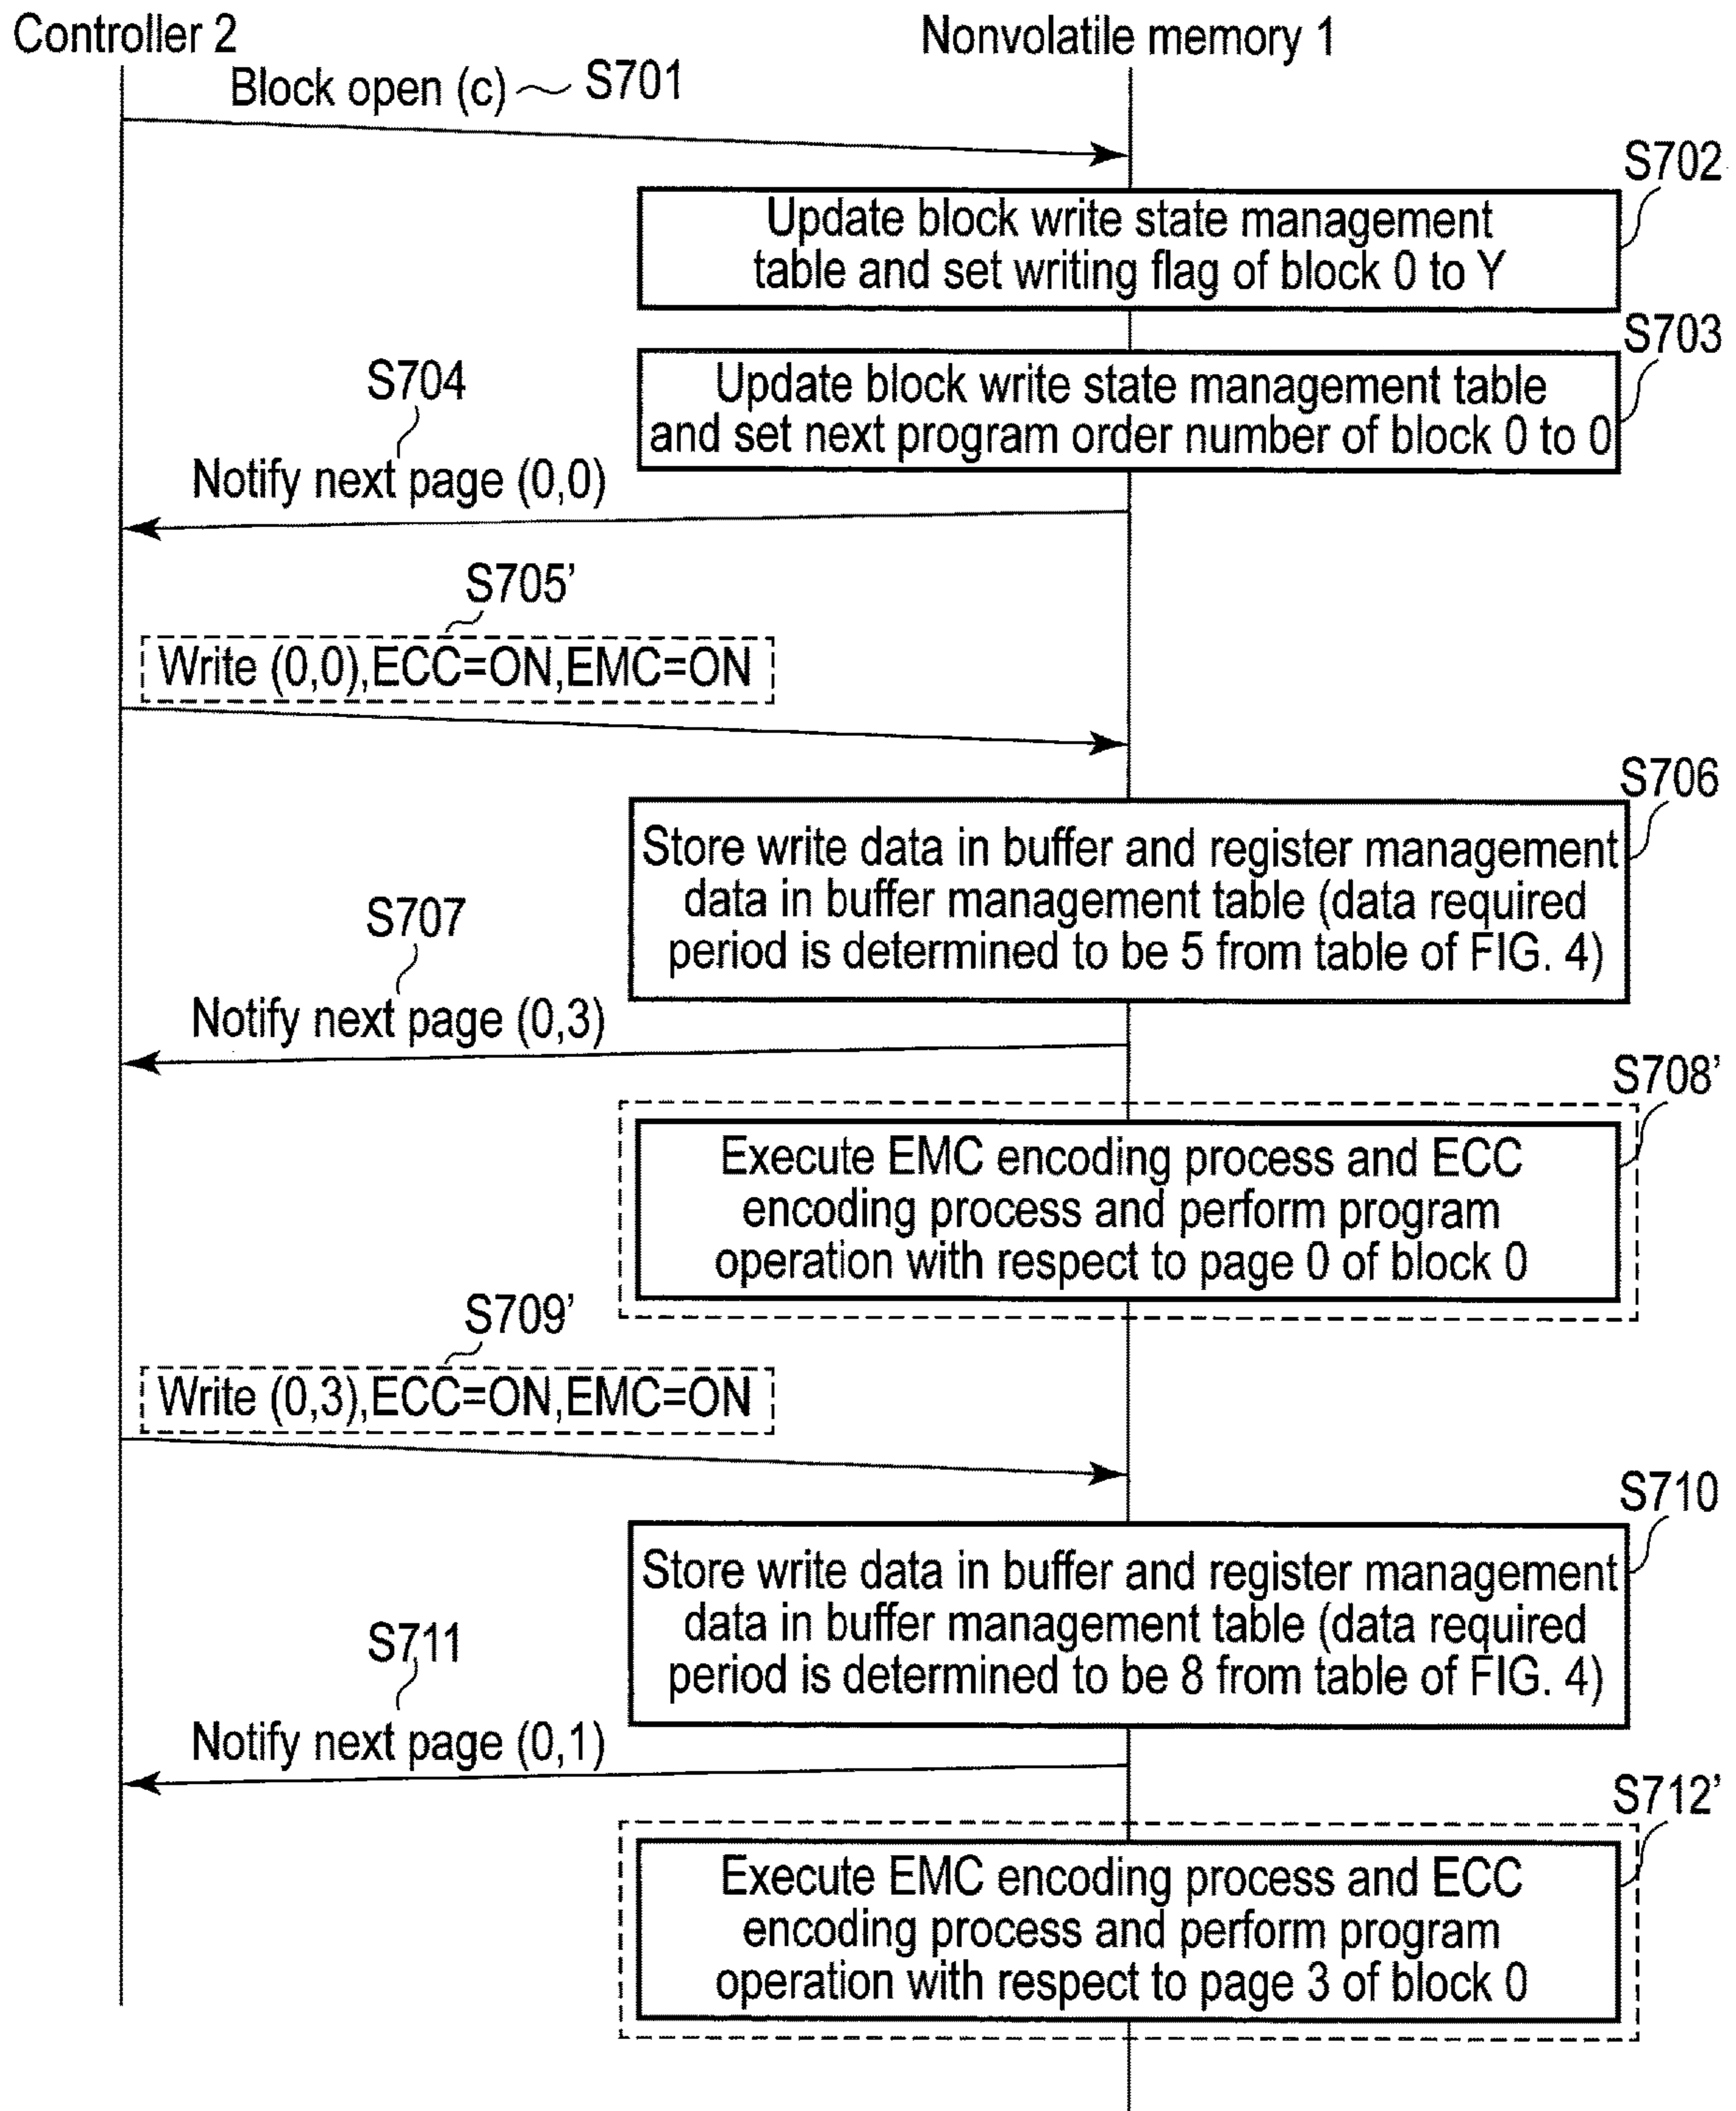 Controller 2
Nonvolatile memory 1
Block open (c)
S701
S702
Update block write state management
table and set writing flag of block 0 to Y
S703
Update block write state management table
and set next program order number of block 0 to 0
S704
Notify next page (0,0)
S705’
Write (0,0),ECC=ON,EMC=ON
S706
Store write data in buffer and register management
data in buffer management table (data required
period is determined to be 5 from table of FIG. 4)
S707
Notify next page (0,3)
S708’
Execute EMC encoding process and ECC
encoding process and perform program
operation with respect to page 0 of block 0
S709’
Write (0,3),ECC=ON,EMC=ON
S710
Store write data in buffer and register management
data in buffer management table (data required
period is determined to be 8 from table of FIG. 4)
S711
Notify next page (0,1)
S712’
Execute EMC encoding process and ECC
encoding process and perform program
operation with respect to page 3 of block 0